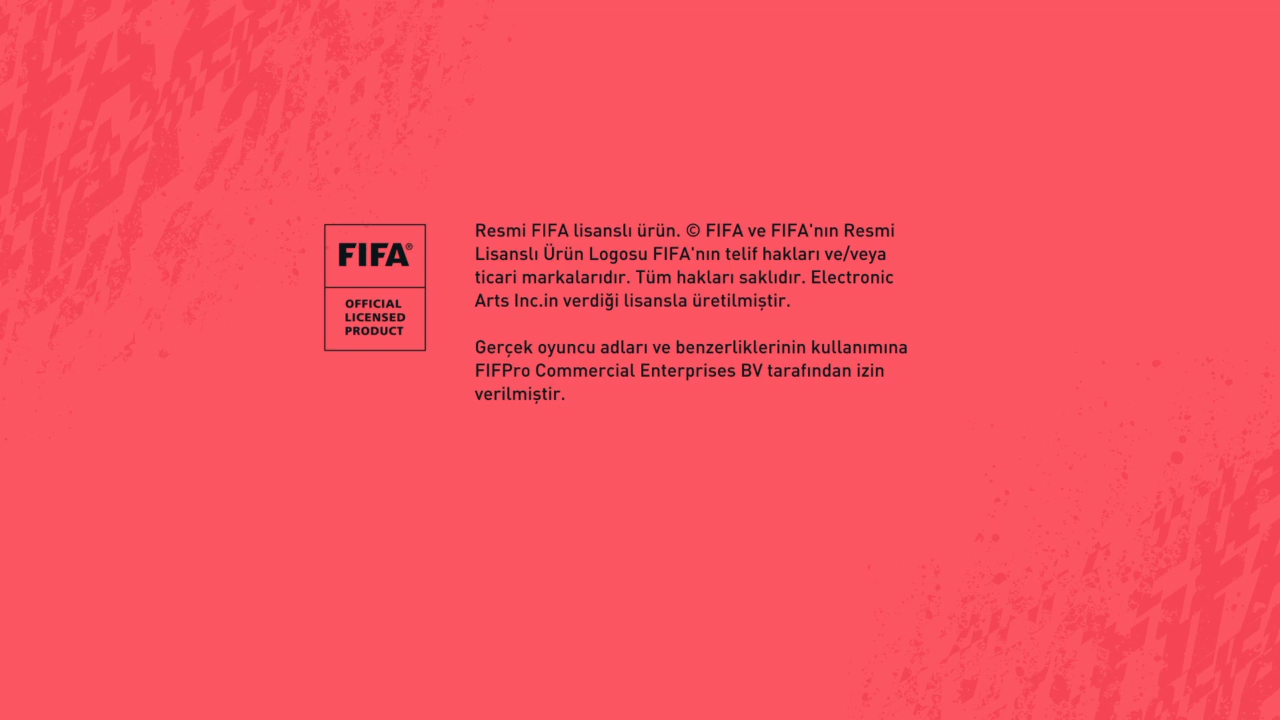 FIFA®
OFFICIAL
LICENSED
PRODUCT
Resmi FIFA lisanslı ürün. © FIFA ve FIFA'nın Resmi
Lisanslı Ürün Logosu FIFA'nın telif hakları ve/veya
ticari markalarıdır. Tüm hakları saklıdır. Electronic
Arts Inc.in verdiği lisansla üretilmiştir.
Gerçek oyuncu adları ve benzerliklerinin kullanımına
FIFPro Commercial Enterprises BV tarafından izin
verilmiştir.